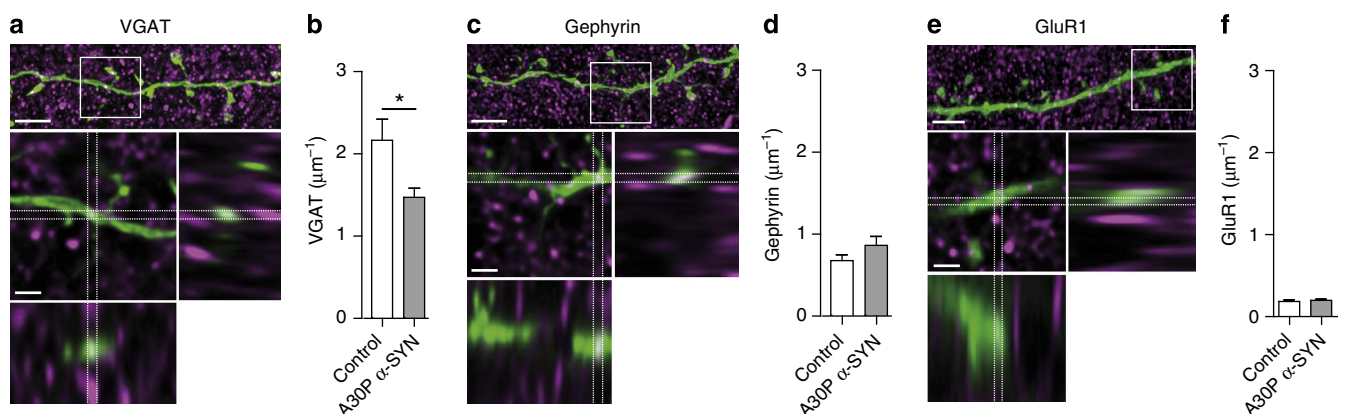 a VGAT
b
VGAT (μm⁻¹)
3
2
1
0
*
Control
A30P α-SYN
c Gephyrin
d
Gephyrin (μm⁻¹)
3
2
1
0
Control
A30P α-SYN
e GluR1
f
GluR1 (μm⁻¹)
3
2
1
0
Control
A30P α-SYN